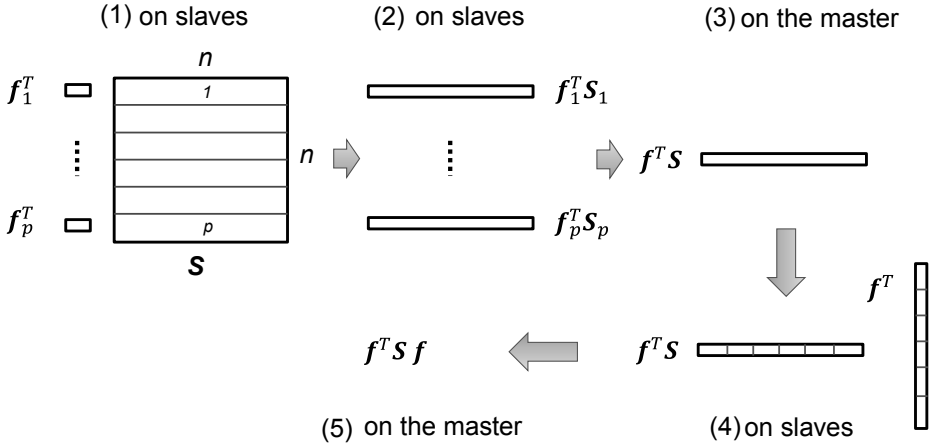 (1) on slaves
(2) on slaves
(3) on the master
n
f_1^T
1
f_1^T S_1
n
f^T S
f_p^T
p
f_p^T S_p
S
f^T
f^T S f
f^T S
(5) on the master
(4) on slaves